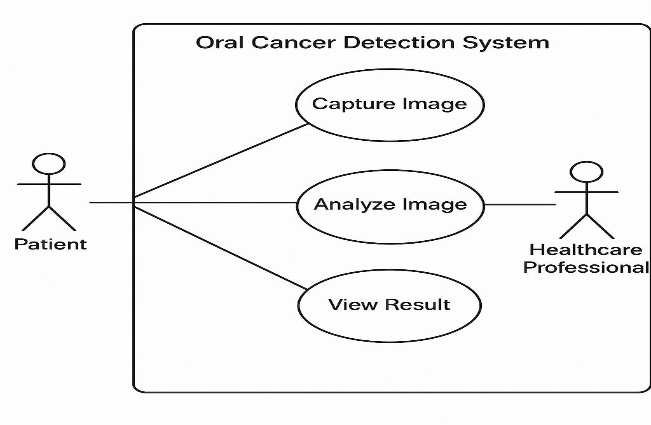 Oral Cancer Detection System
Capture Image
Analyze Image
View Result
Patient
Healthcare
Professional